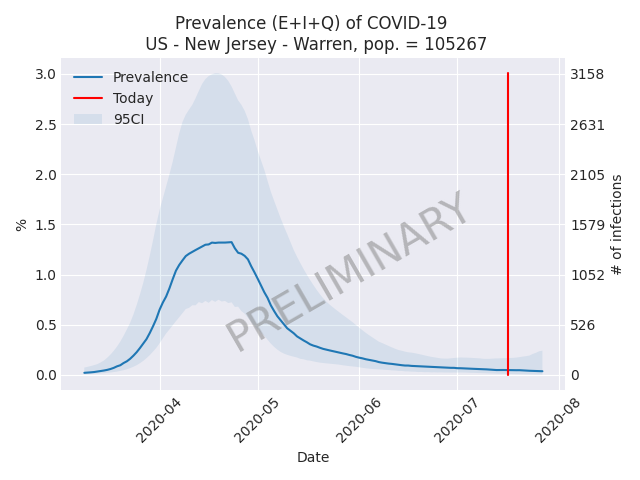 Prevalence (E+I+Q) of COVID-19
US - New Jersey - Warren, pop. = 105267
Prevalence
Today
95CI
3.0
2.5
2.0
1.5
1.0
0.5
0.0
%
3158
2631
2105
1579
1052
526
0
# of infections
PRELIMINARY
2020-04
2020-05
2020-06
2020-07
2020-08
Date